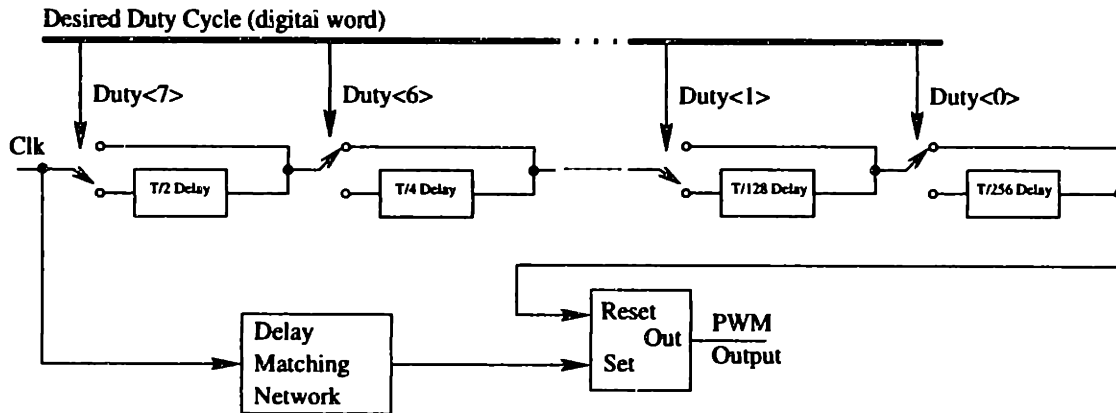 Desired Duty Cycle (digitai word)
Duty<7>
Duty<6>
Duty<1>
Duty<0>
Clk
T/2 Delay
T/4 Delay
T/128 Delay
T/256 Delay
Delay
Matching
Network
Reset
Out
Set
PWM
Output